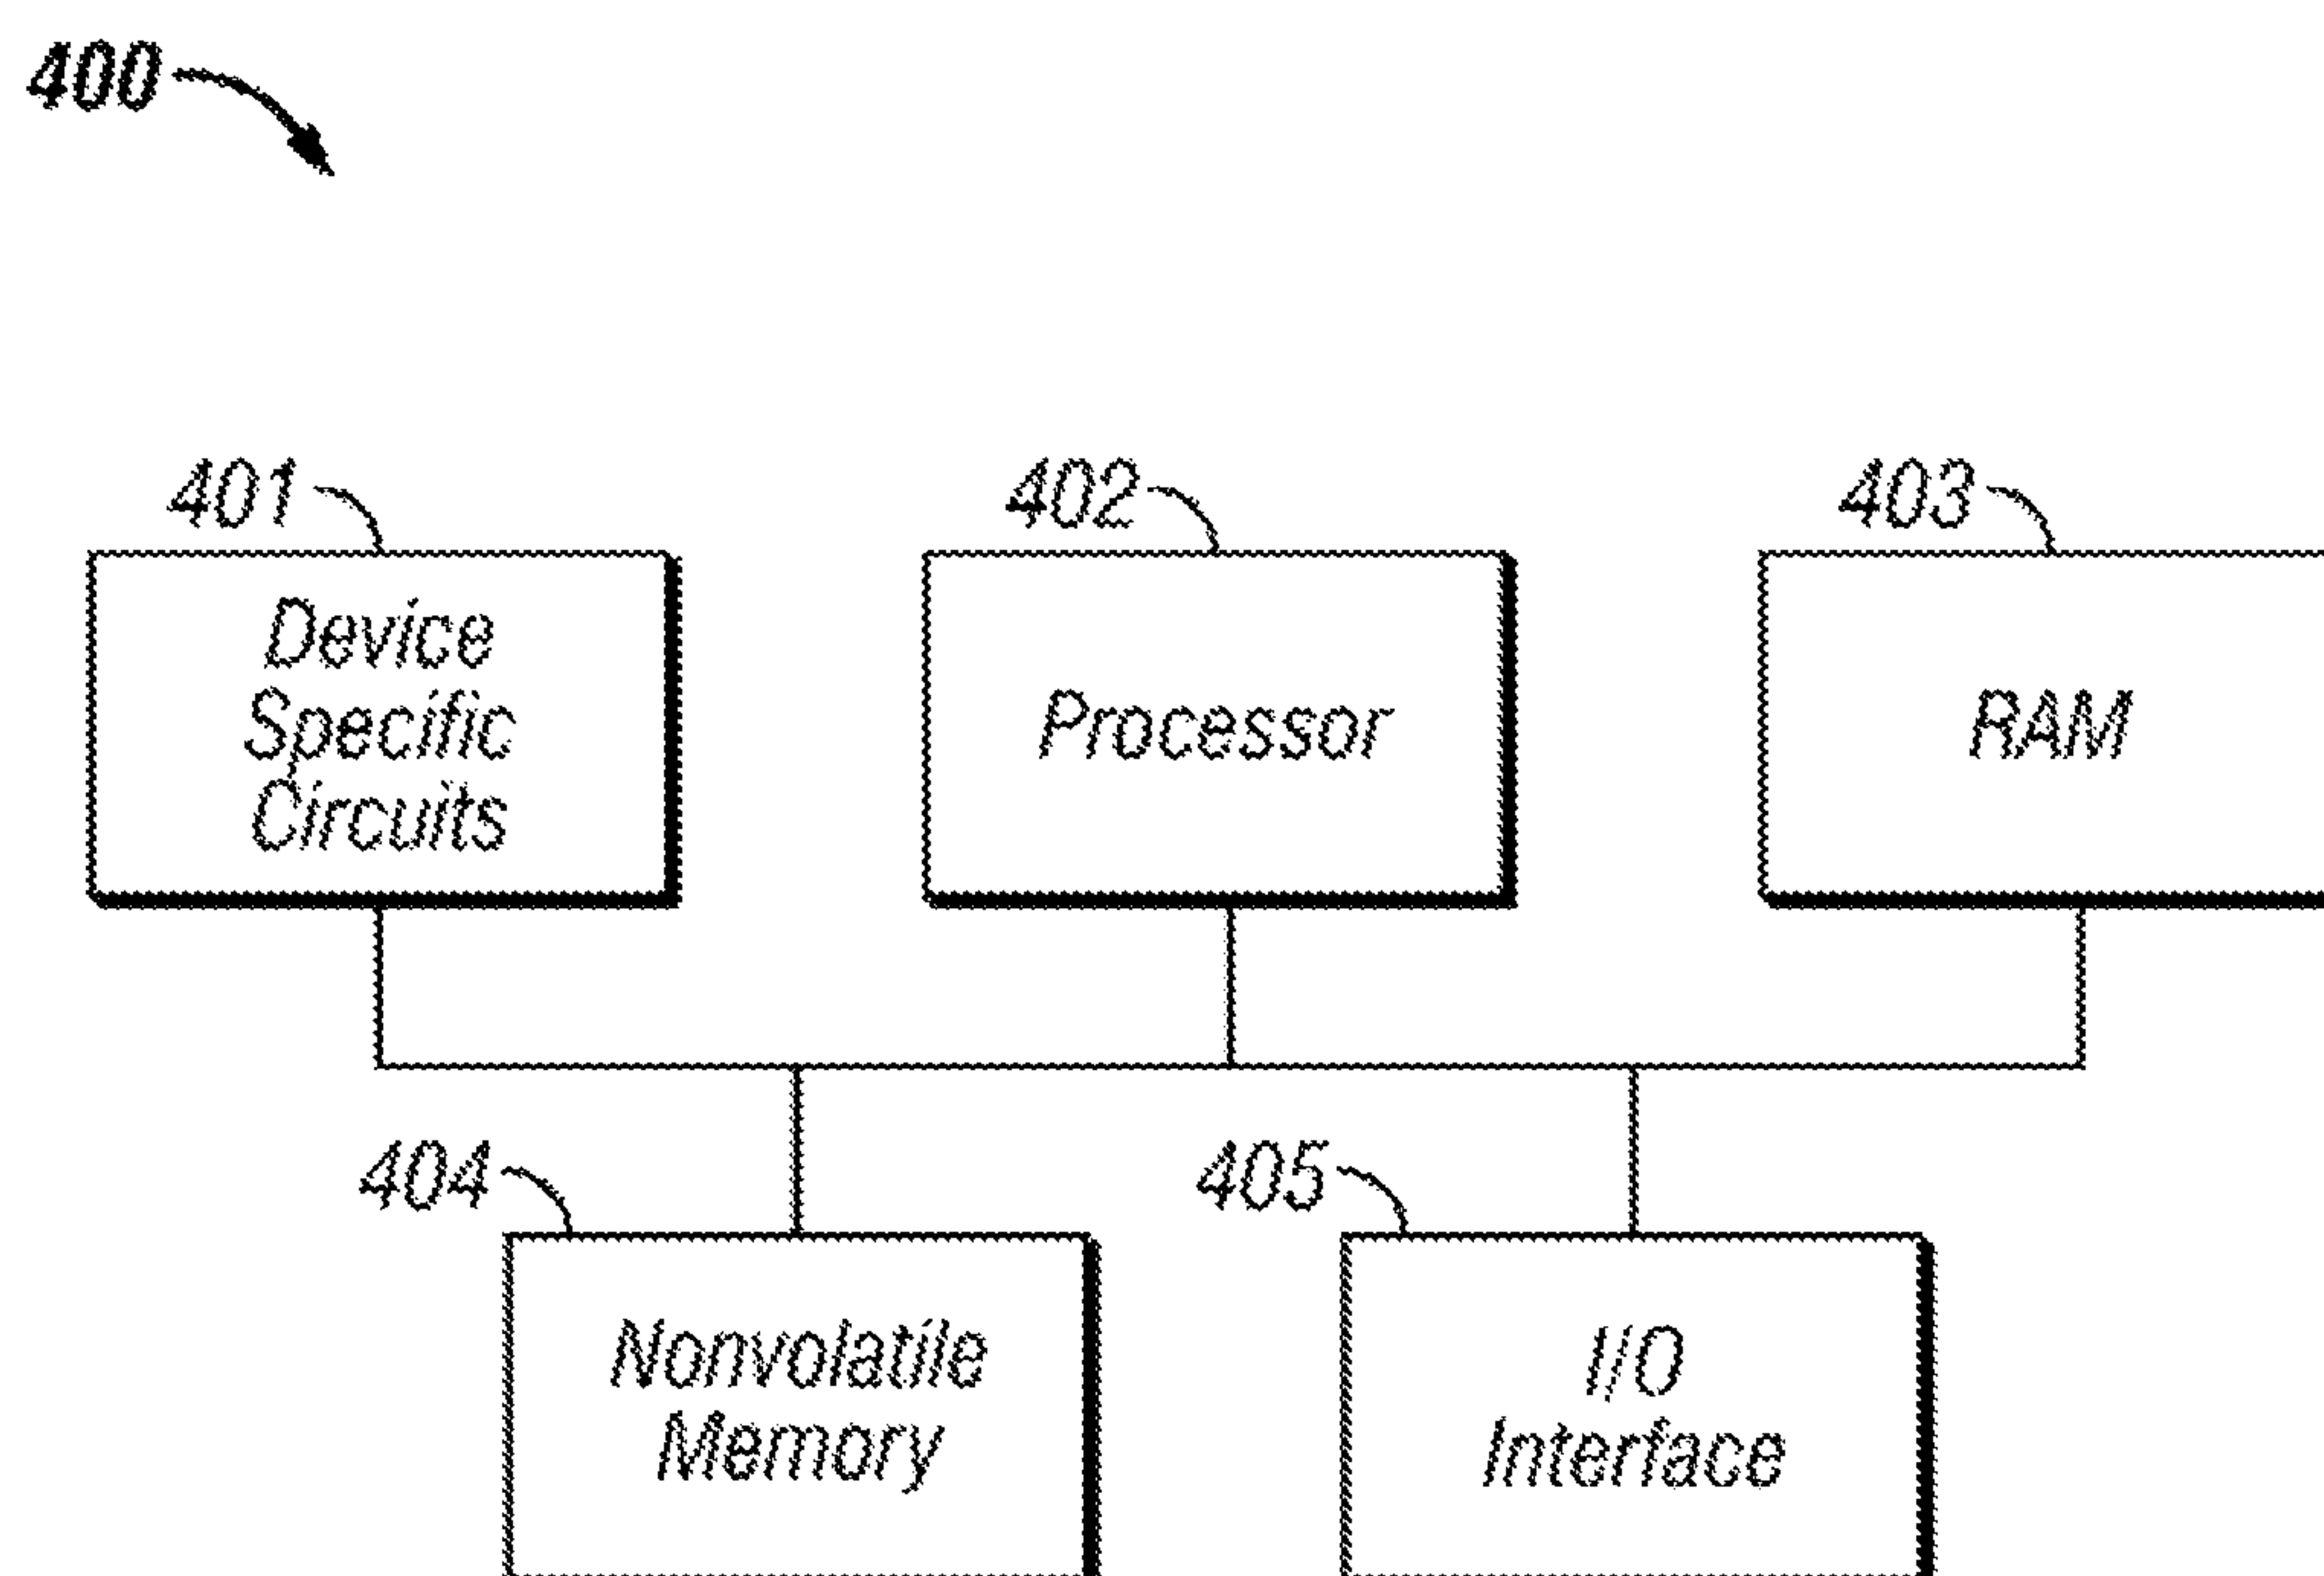 400
401
402
403
Device
Specific
Circuits
Processor
RAM
404
405
Nonvolatile
Memory
I/O
Interface